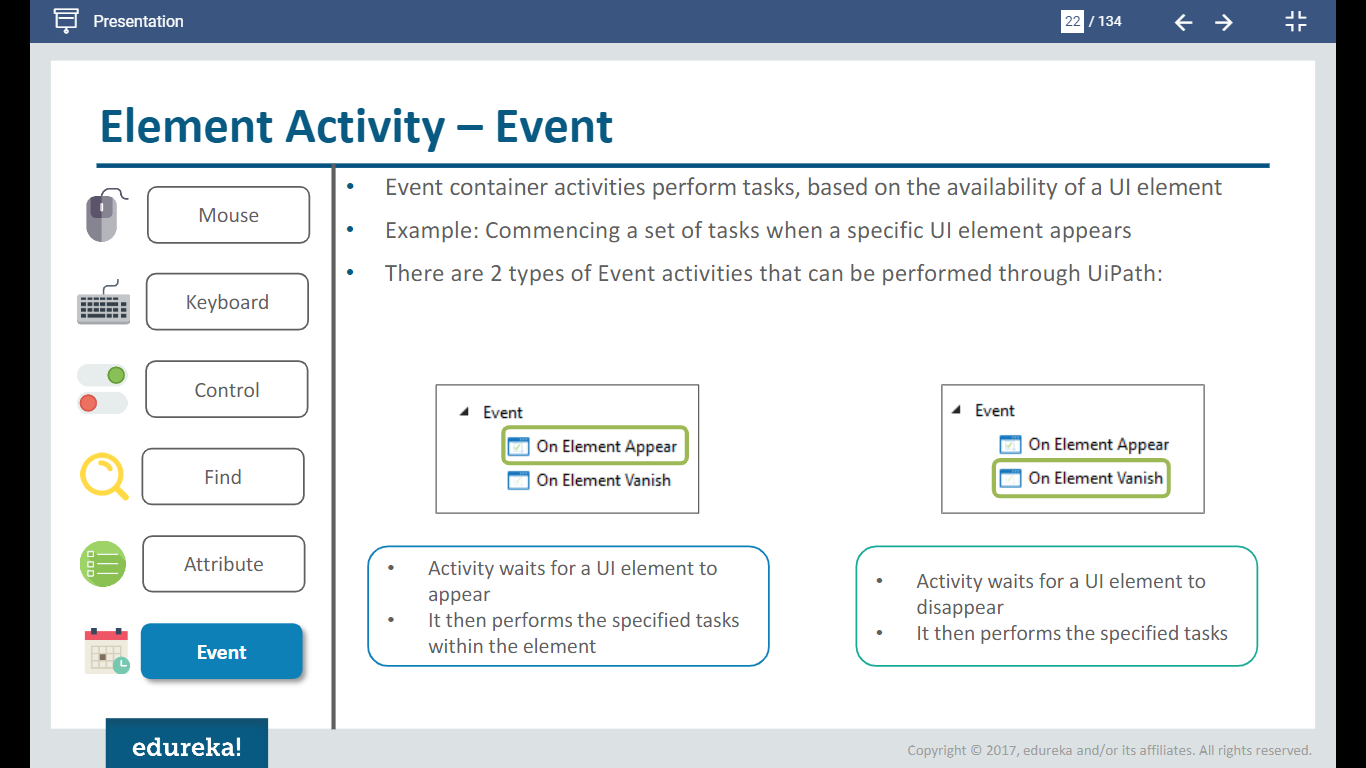 Presentation
22 / 134
Element Activity – Event
Mouse
Keyboard
Control
Find
Attribute
Event
• Event container activities perform tasks, based on the availability of a UI element
• Example: Commencing a set of tasks when a specific UI element appears
• There are 2 types of Event activities that can be performed through UiPath:
Event
On Element Appear
On Element Vanish
Event
On Element Appear
On Element Vanish
• Activity waits for a UI element to
appear
• It then performs the specified tasks
within the element
• Activity waits for a UI element to
disappear
• It then performs the specified tasks
edureka!
Copyright © 2017, edureka and/or its affiliates. All rights reserved.